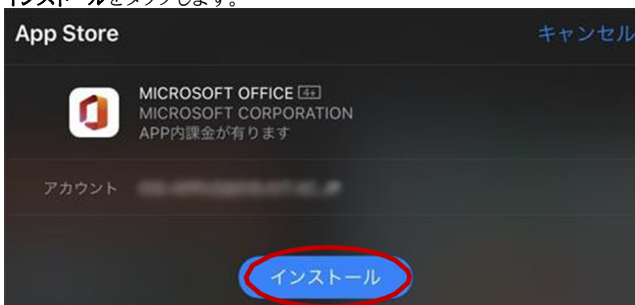 インストールをタップします。
App Store
キャンセル
MICROSOFT OFFICE 4+
MICROSOFT CORPORATION
APP内課金が有ります
アカウント
インストール